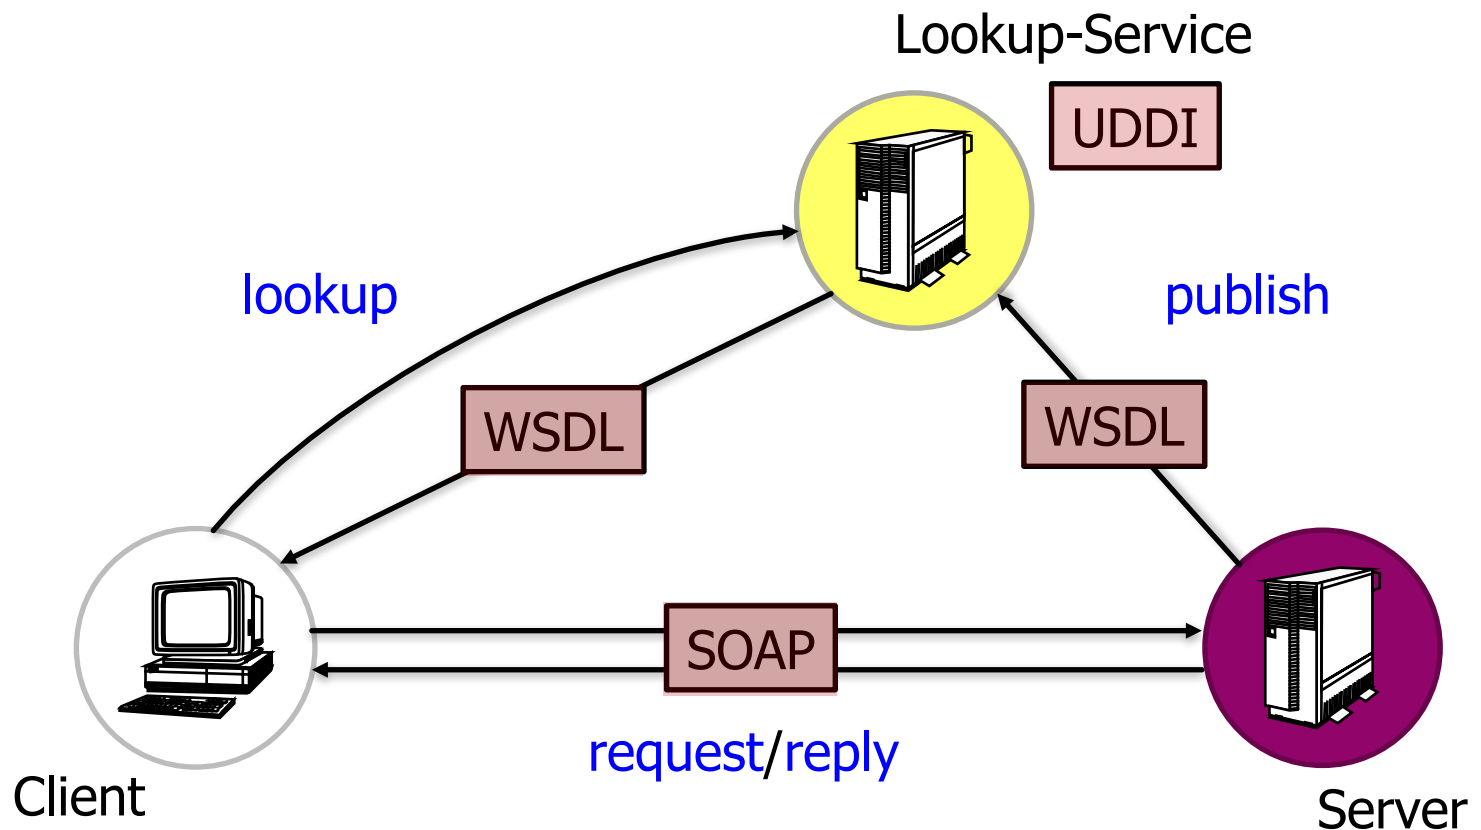 Lookup-Service
UDDI
lookup
publish
WSDL
WSDL
SOAP
request/reply
Client
Server